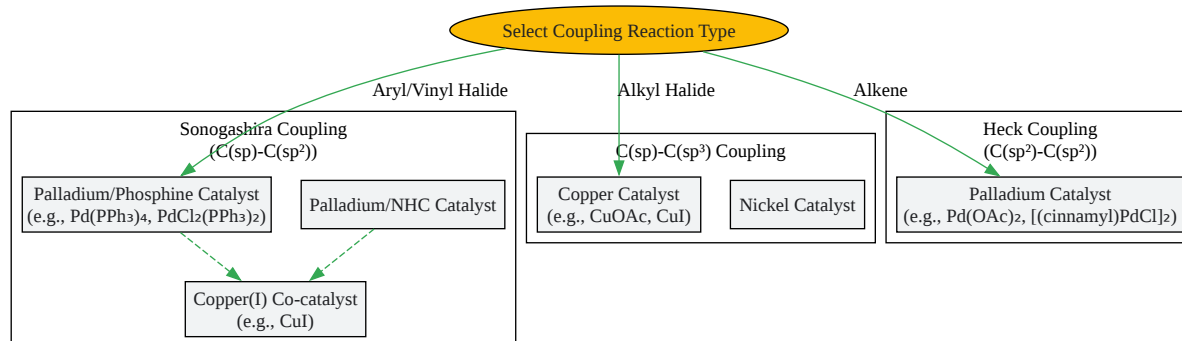 Select Coupling Reaction Type
Aryl/Vinyl Halide
Alkyl Halide
Alkene
Sonogashira Coupling
(C(sp)-C(sp²))
Palladium/Phosphine Catalyst
(e.g., Pd(PPh₃)₄, PdCl₂(PPh₃)₂)
Palladium/NHC Catalyst
Copper(I) Co-catalyst
(e.g., CuI)
C(sp)-C(sp³) Coupling
Copper Catalyst
(e.g., CuOAc, CuI)
Nickel Catalyst
Heck Coupling
(C(sp²)-C(sp²))
Palladium Catalyst
(e.g., Pd(OAc)₂, [(cinnamyl)PdCl]₂)